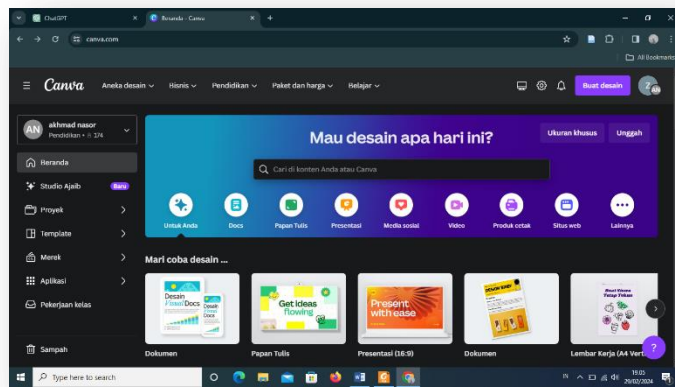 ChatGPT
Beranda - Canva
canva.com
All Bookmarks
Canva
Aneka desain
Bisnis
Pendidikan
Paket dan harga
Belajar
Buat desain
AN
akhmad nasor
Pendidikan • 174
Beranda
Studio Ajaib
Baru
Proyek
Template
Merek
Aplikasi
Pekerjaan kelas
Sampah
Mau desain apa hari ini?
Ukuran khusus
Unggah
Cari di konten Anda atau Canva
Untuk Anda
Docs
Papan Tulis
Presentasi
Media sosial
Video
Produk cetak
Situs web
Lainnya
Mari coba desain ...
Desain
Visual Docs
Get ideas
flowing
Present
with ease
Dokumen
Papan Tulis
Presentasi (16:9)
Dokumen
Lembar Kerja (A4 Vert
?
Type here to search
19.05
29/02/2024